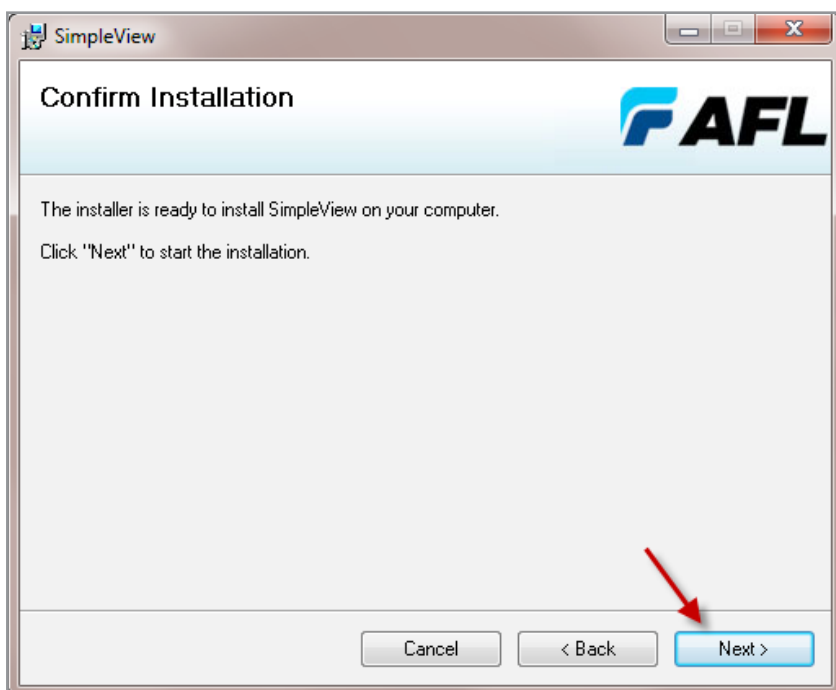 SimpleView
Confirm Installation
AFL
The installer is ready to install SimpleView on your computer.
Click "Next" to start the installation.
Cancel
< Back
Next >